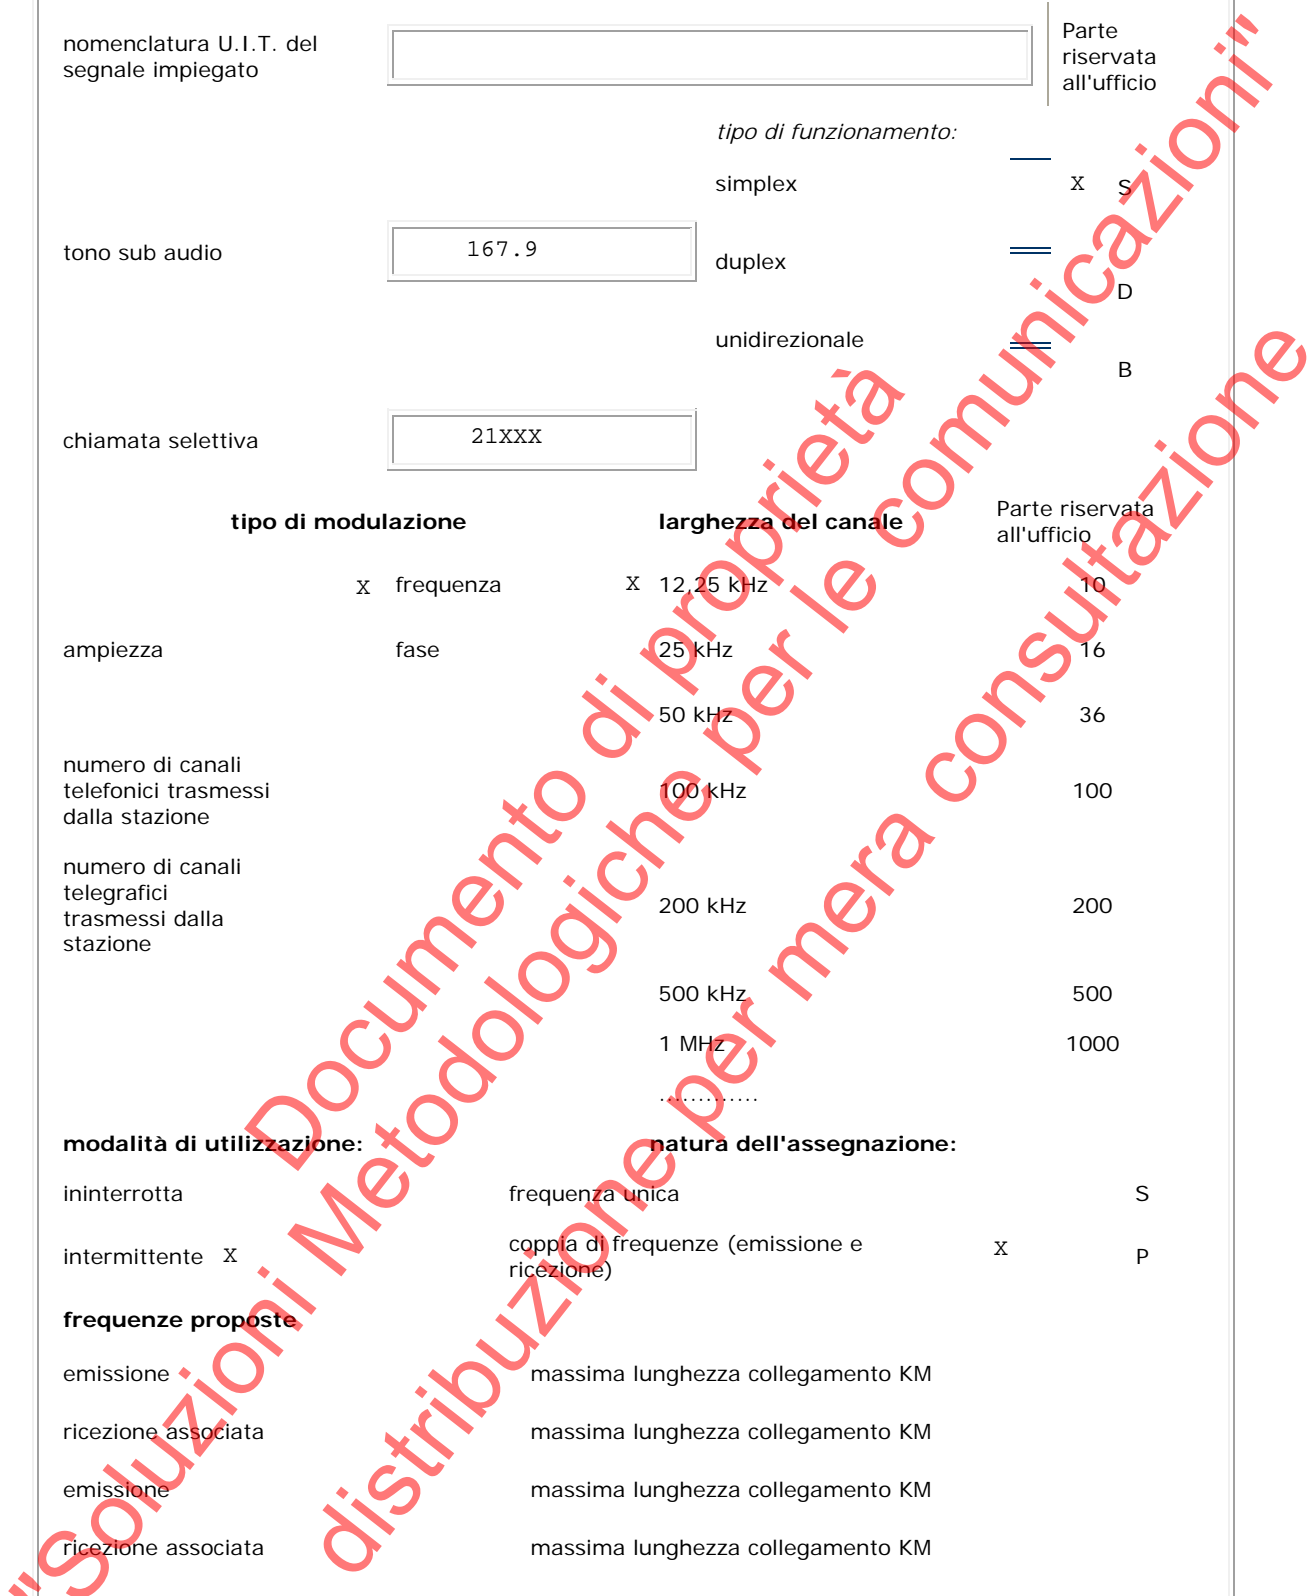 nomenclatura U.I.T. del
segnale impiegato
Parte
riservata
all'ufficio
tipo di funzionamento:
simplex X S
tono sub audio 167.9 duplex
D
unidirezionale
B
chiamata selettiva 21XXX
tipo di modulazione larghezza del canale Parte riservata
all'ufficio
X frequenza X 12,25 kHz 10
ampiezza fase 25 kHz 16
50 kHz 36
numero di canali
telefonici trasmessi
dalla stazione
100 kHz 100
numero di canali
telegrafici
trasmessi dalla
stazione
200 kHz 200
500 kHz 500
1 MHz 1000
.............
modalità di utilizzazione: natura dell'assegnazione:
ininterrotta frequenza unica S
intermittente X coppia di frequenze (emissione e
ricezione) X P
frequenze proposte
emissione massima lunghezza collegamento KM
ricezione associata massima lunghezza collegamento KM
emissione massima lunghezza collegamento KM
ricezione associata massima lunghezza collegamento KM
Documento di proprietà
"Soluzioni Metodologiche per le comunicazioni"
distribuzione per mera consultazione